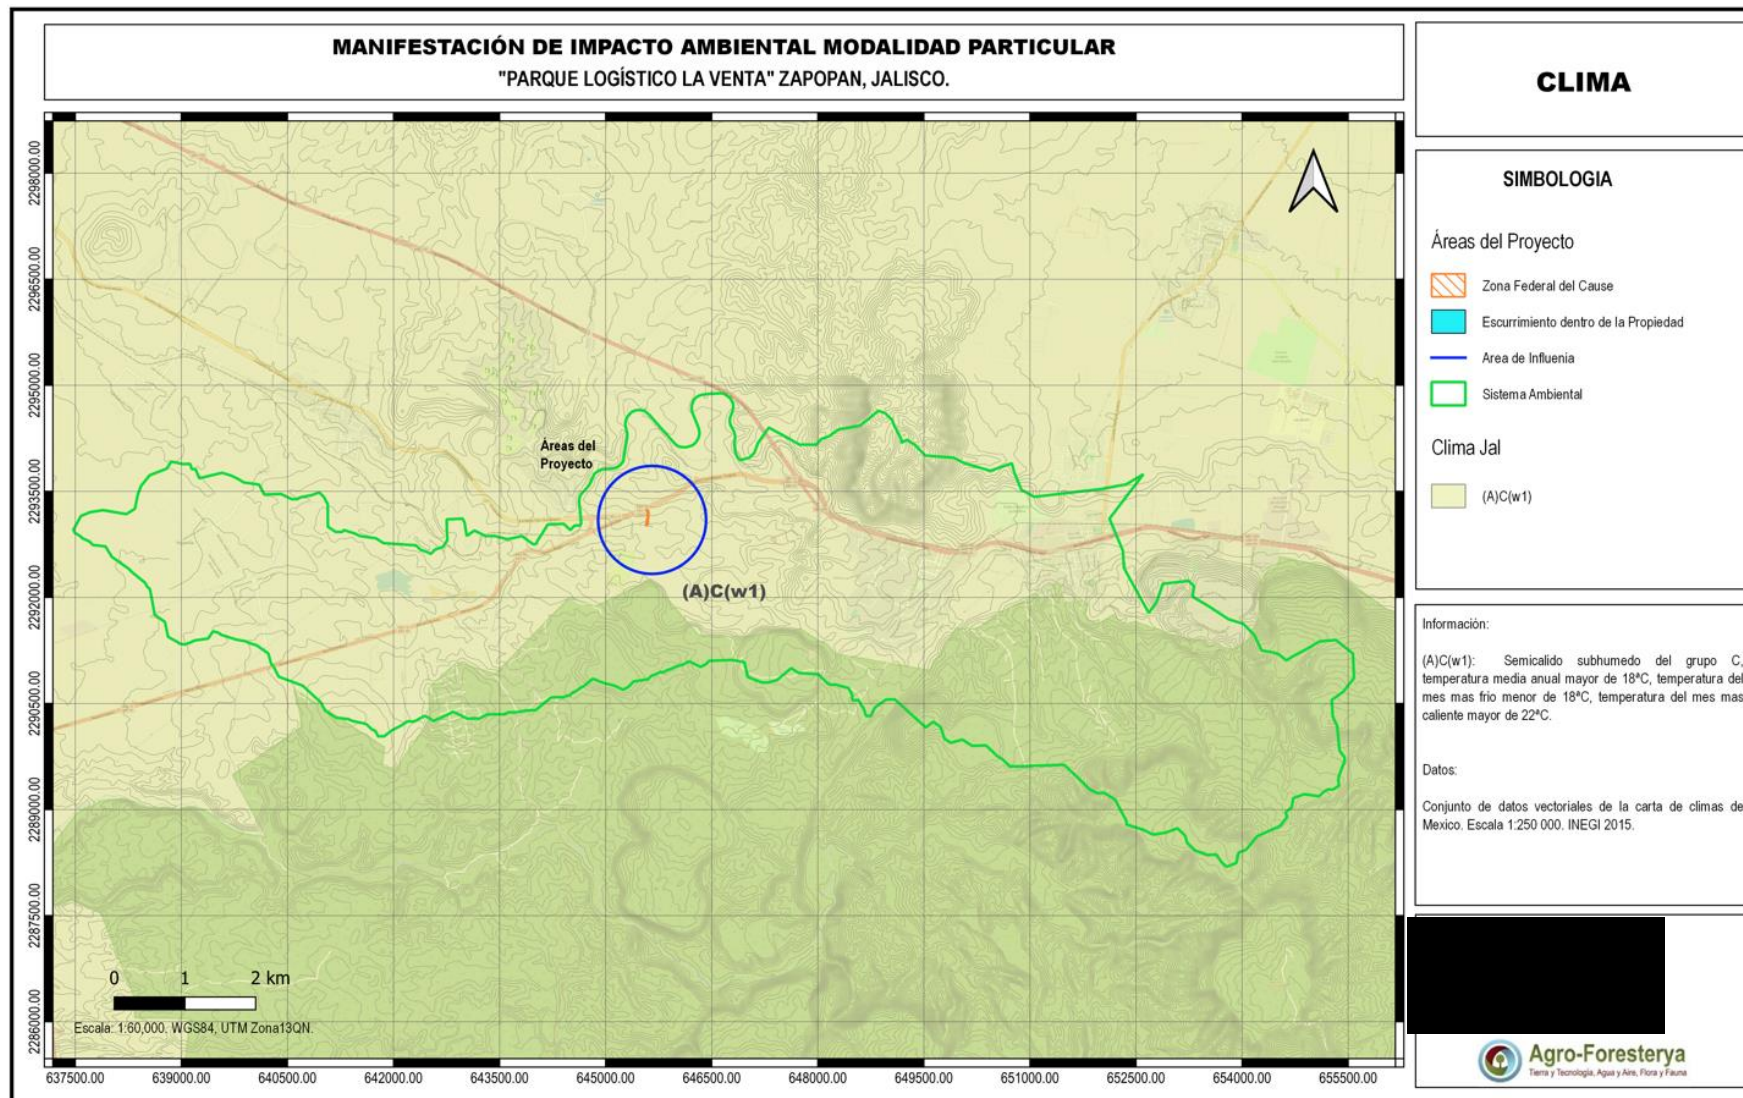 MANIFESTACIÓN DE IMPACTO AMBIENTAL MODALIDAD PARTICULAR
"PARQUE LOGÍSTICO LA VENTA" ZAPOPAN, JALISCO.
CLIMA
SIMBOLOGIA
Áreas del Proyecto
Zona Federal del Cause
Escurrimiento dentro de la Propiedad
Area de Influenia
Sistema Ambiental
Clima Jal
(A)C(w1)
Información:
(A)C(w1): Semicalido subhumedo del grupo C,
temperatura media anual mayor de 18ªC, temperatura del
mes mas frio menor de 18ªC, temperatura del mes mas
caliente mayor de 22ªC.
Datos:
Conjunto de datos vectoriales de la carta de climas de
Mexico. Escala 1:250 000. INEGI 2015.
Agro-Foresterya
Tierra y Tecnología, Agua y Aire, Flora y Fauna
Áreas del
Proyecto
(A)C(w1)
0 1 2 km
Escala: 1:60,000. WGS84, UTM Zona13QN.
2298000.00
2296500.00
2295000.00
2293500.00
2292000.00
2290500.00
2289000.00
2287500.00
2286000.00
637500.00 639000.00 640500.00 642000.00 643500.00 645000.00 646500.00 648000.00 649500.00 651000.00 652500.00 654000.00 655500.00